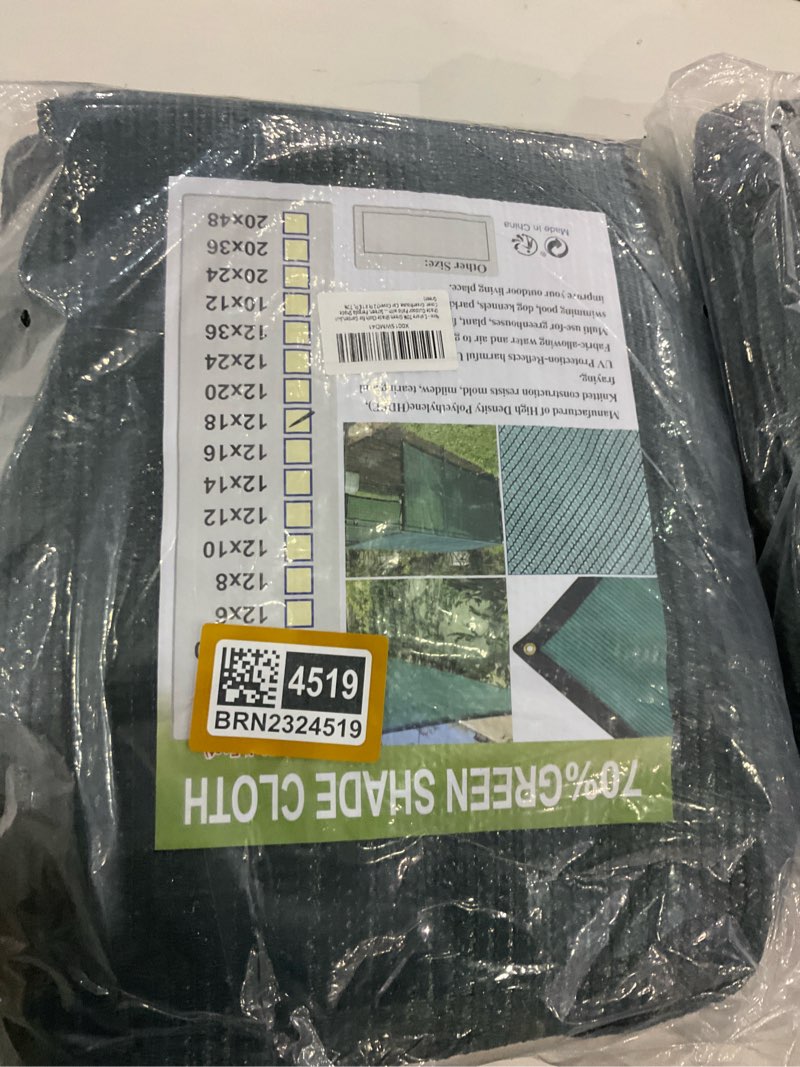 70% GREEN SHADE CLOTH
4519
BRN2324519
12x6
12x8
12x10
12x12
12x14
12x16
12x18
12x20
12x24
12x36
10x12
20x24
20x36
20x48
Manufactured of High Density Polyethylene(HDPE),
Knitted construction resists mold, mildew, tearing
fraying.
UV Protection-Reflects harmful
Fabric-allowing water and air to
Multi use-for greenhouses, plant,
swimming pool, dog kennels,
improve your outdoor living place.
Other Size:
Made in China